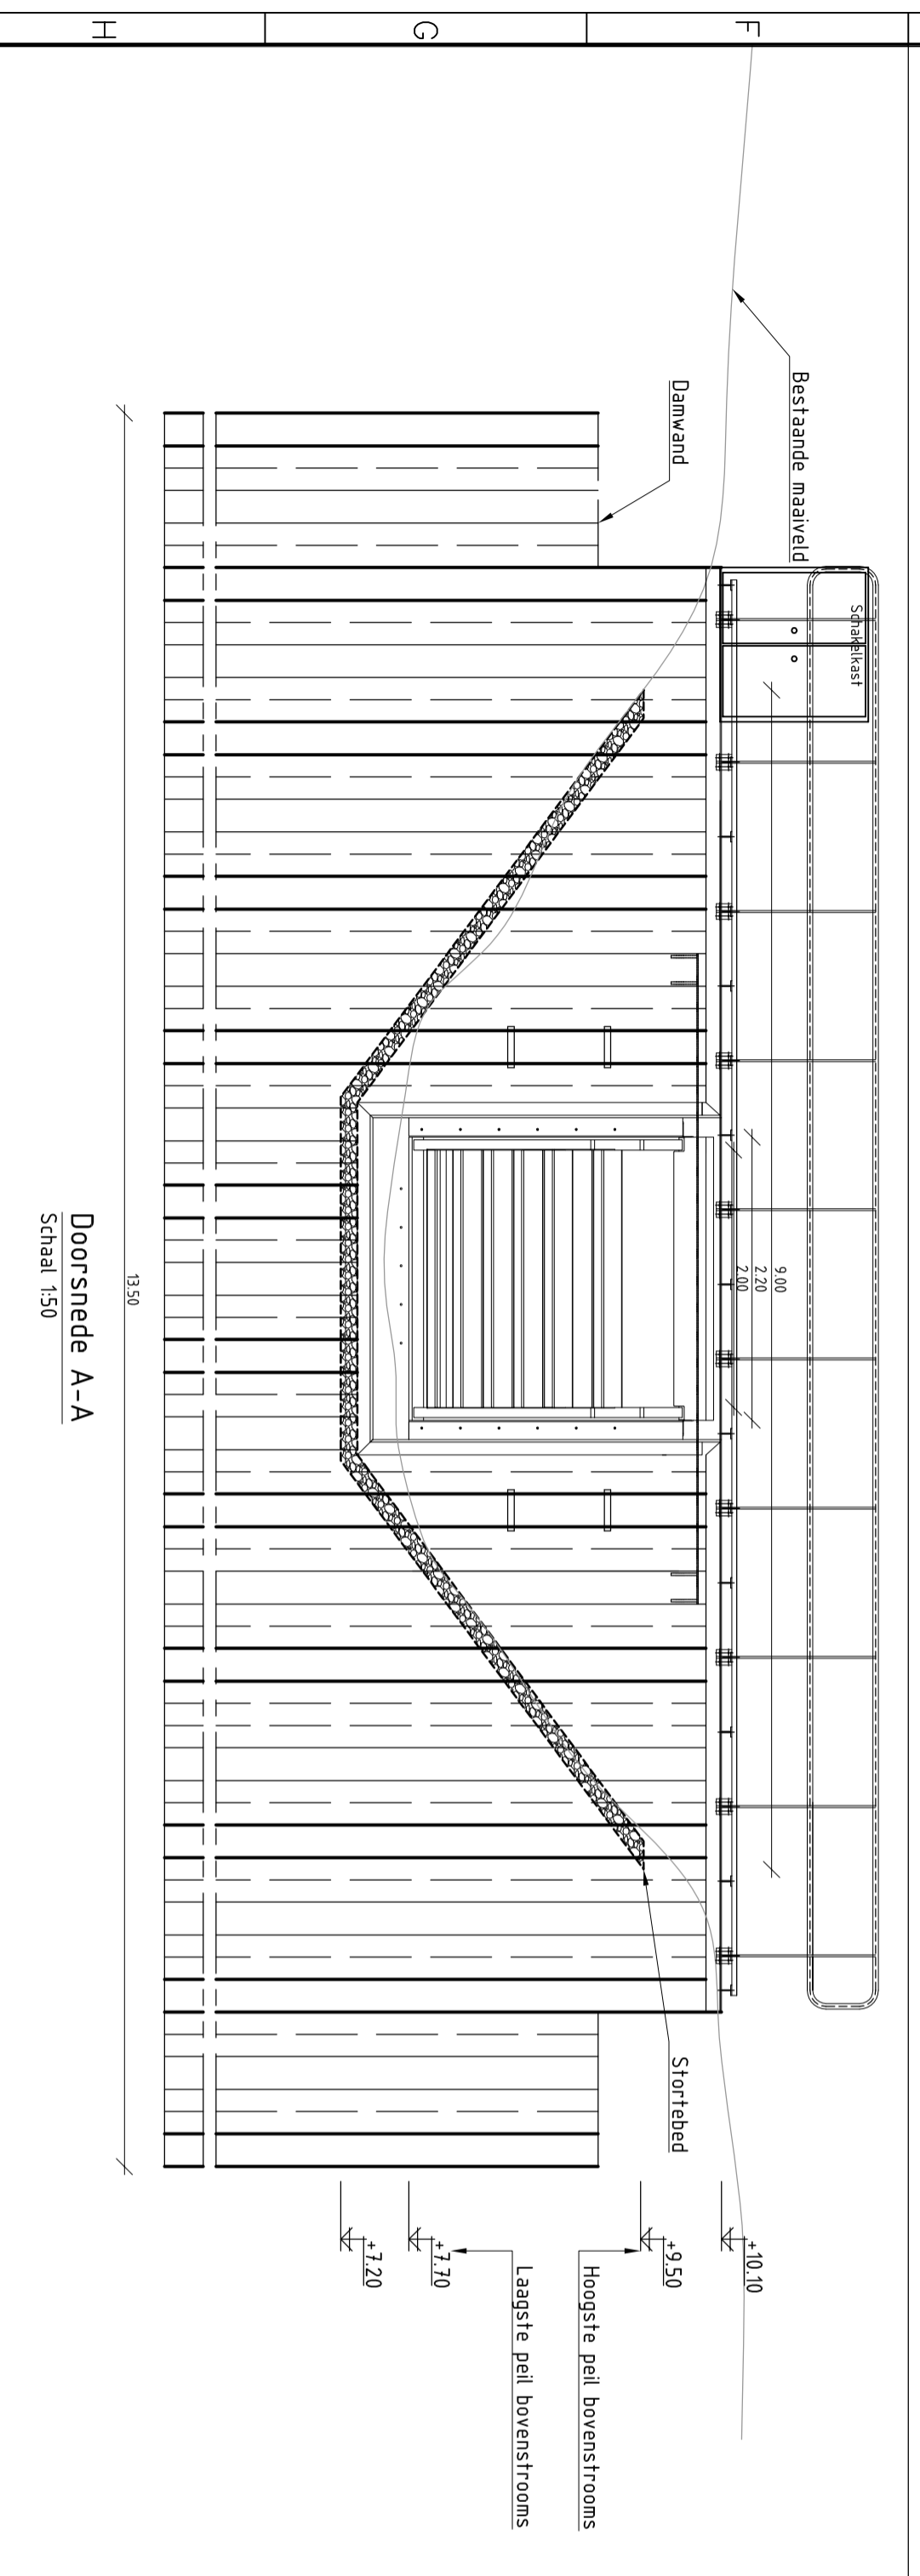 F
G
H
Bestaande maaiveld
Schakelkast
Damwand
9.00
2.20
2.00
Stortebed
+10.10
+9.50
Hoogste peil bovenstrooms
+7.70
Laagste peil bovenstrooms
+7.20
13.50
Doorsnede A-A
Schaal 1:50